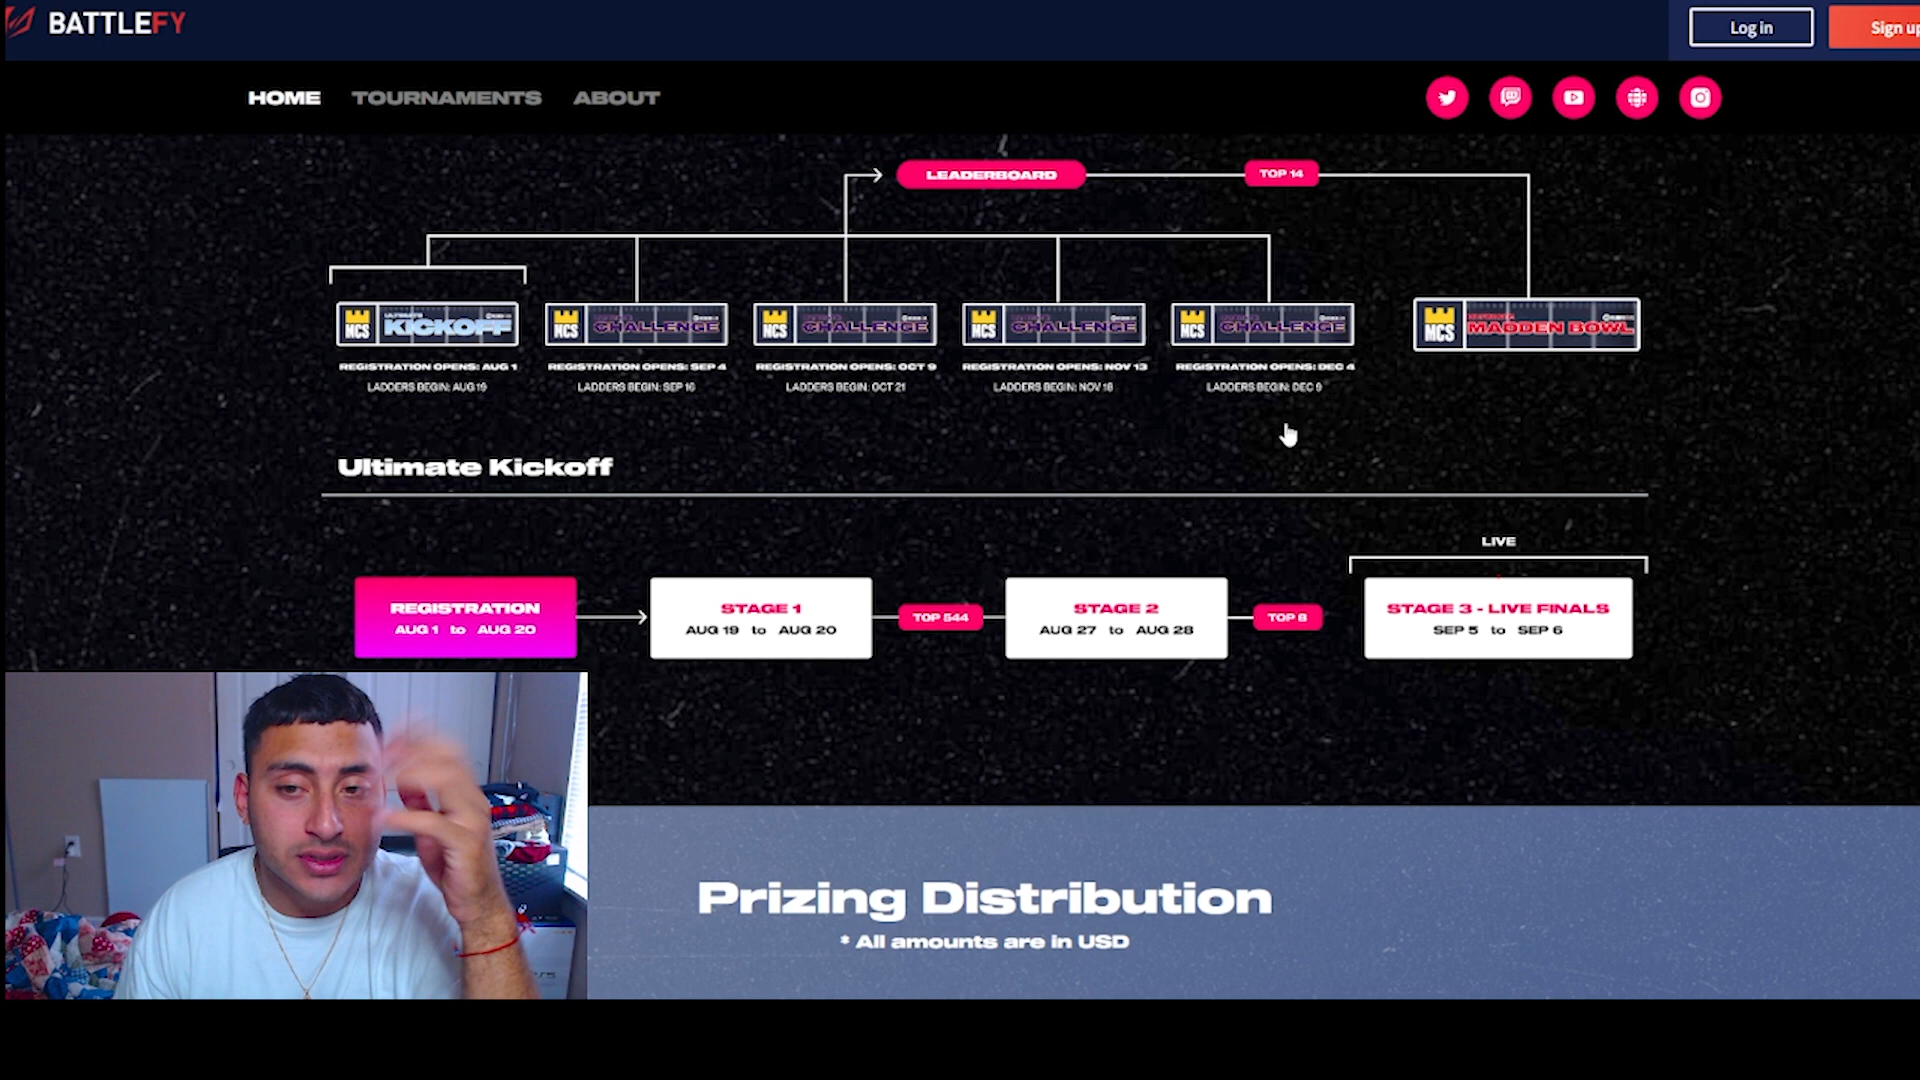 BATTLEFY
Log in
Sign up
HOME
TOURNAMENTS
ABOUT
LEADERBOARD
TOP 14
MCS
KICKOFF
MCS
CHALLENGE
MCS
CHALLENGE
MCS
CHALLENGE
MCS
CHALLENGE
MCS
MADDEN BOWL
REGISTRATION OPENS: AUG 1
LADDERS BEGIN: AUG 19
REGISTRATION OPENS: SEP 4
LADDERS BEGIN: SEP 16
REGISTRATION OPENS: OCT 9
LADDERS BEGIN: OCT 21
REGISTRATION OPENS: NOV 13
LADDERS BEGIN: NOV 18
REGISTRATION OPENS: DEC 4
LADDERS BEGIN: DEC 9
Ultimate Kickoff
LIVE
REGISTRATION
AUG 1 to AUG 20
STAGE 1
AUG 19 to AUG 20
TOP 544
STAGE 2
AUG 27 to AUG 28
TOP 8
STAGE 3 - LIVE FINALS
SEP 5 to SEP 6
Prizing Distribution
* All amounts are in USD